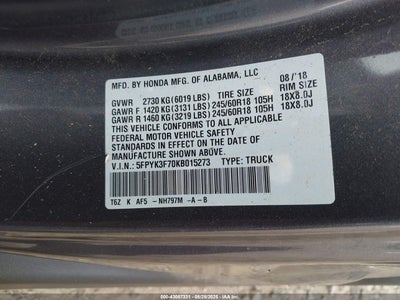 MFD. BY HONDA MFG. OF ALABAMA, LLC 08/'18
GVWR 2730 KG (6019 LBS) TIRE SIZE RIM SIZE
GAWR F 1420 KG (3131 LBS) 245/60R18 105H 18X8.0J
GAWR R 1460 KG (3219 LBS) 245/60R18 105H 18X8.0J
THIS VEHICLE CONFORMS TO ALL APPLICABLE
FEDERAL MOTOR VEHICLE SAFETY
STANDARDS IN EFFECT ON THE DATE OF
MANUFACTURE SHOWN ABOVE.
V.I.N.: 5FPYK3F70KB015273 TYPE: TRUCK
T6Z K AF5 -NH797M -A-B